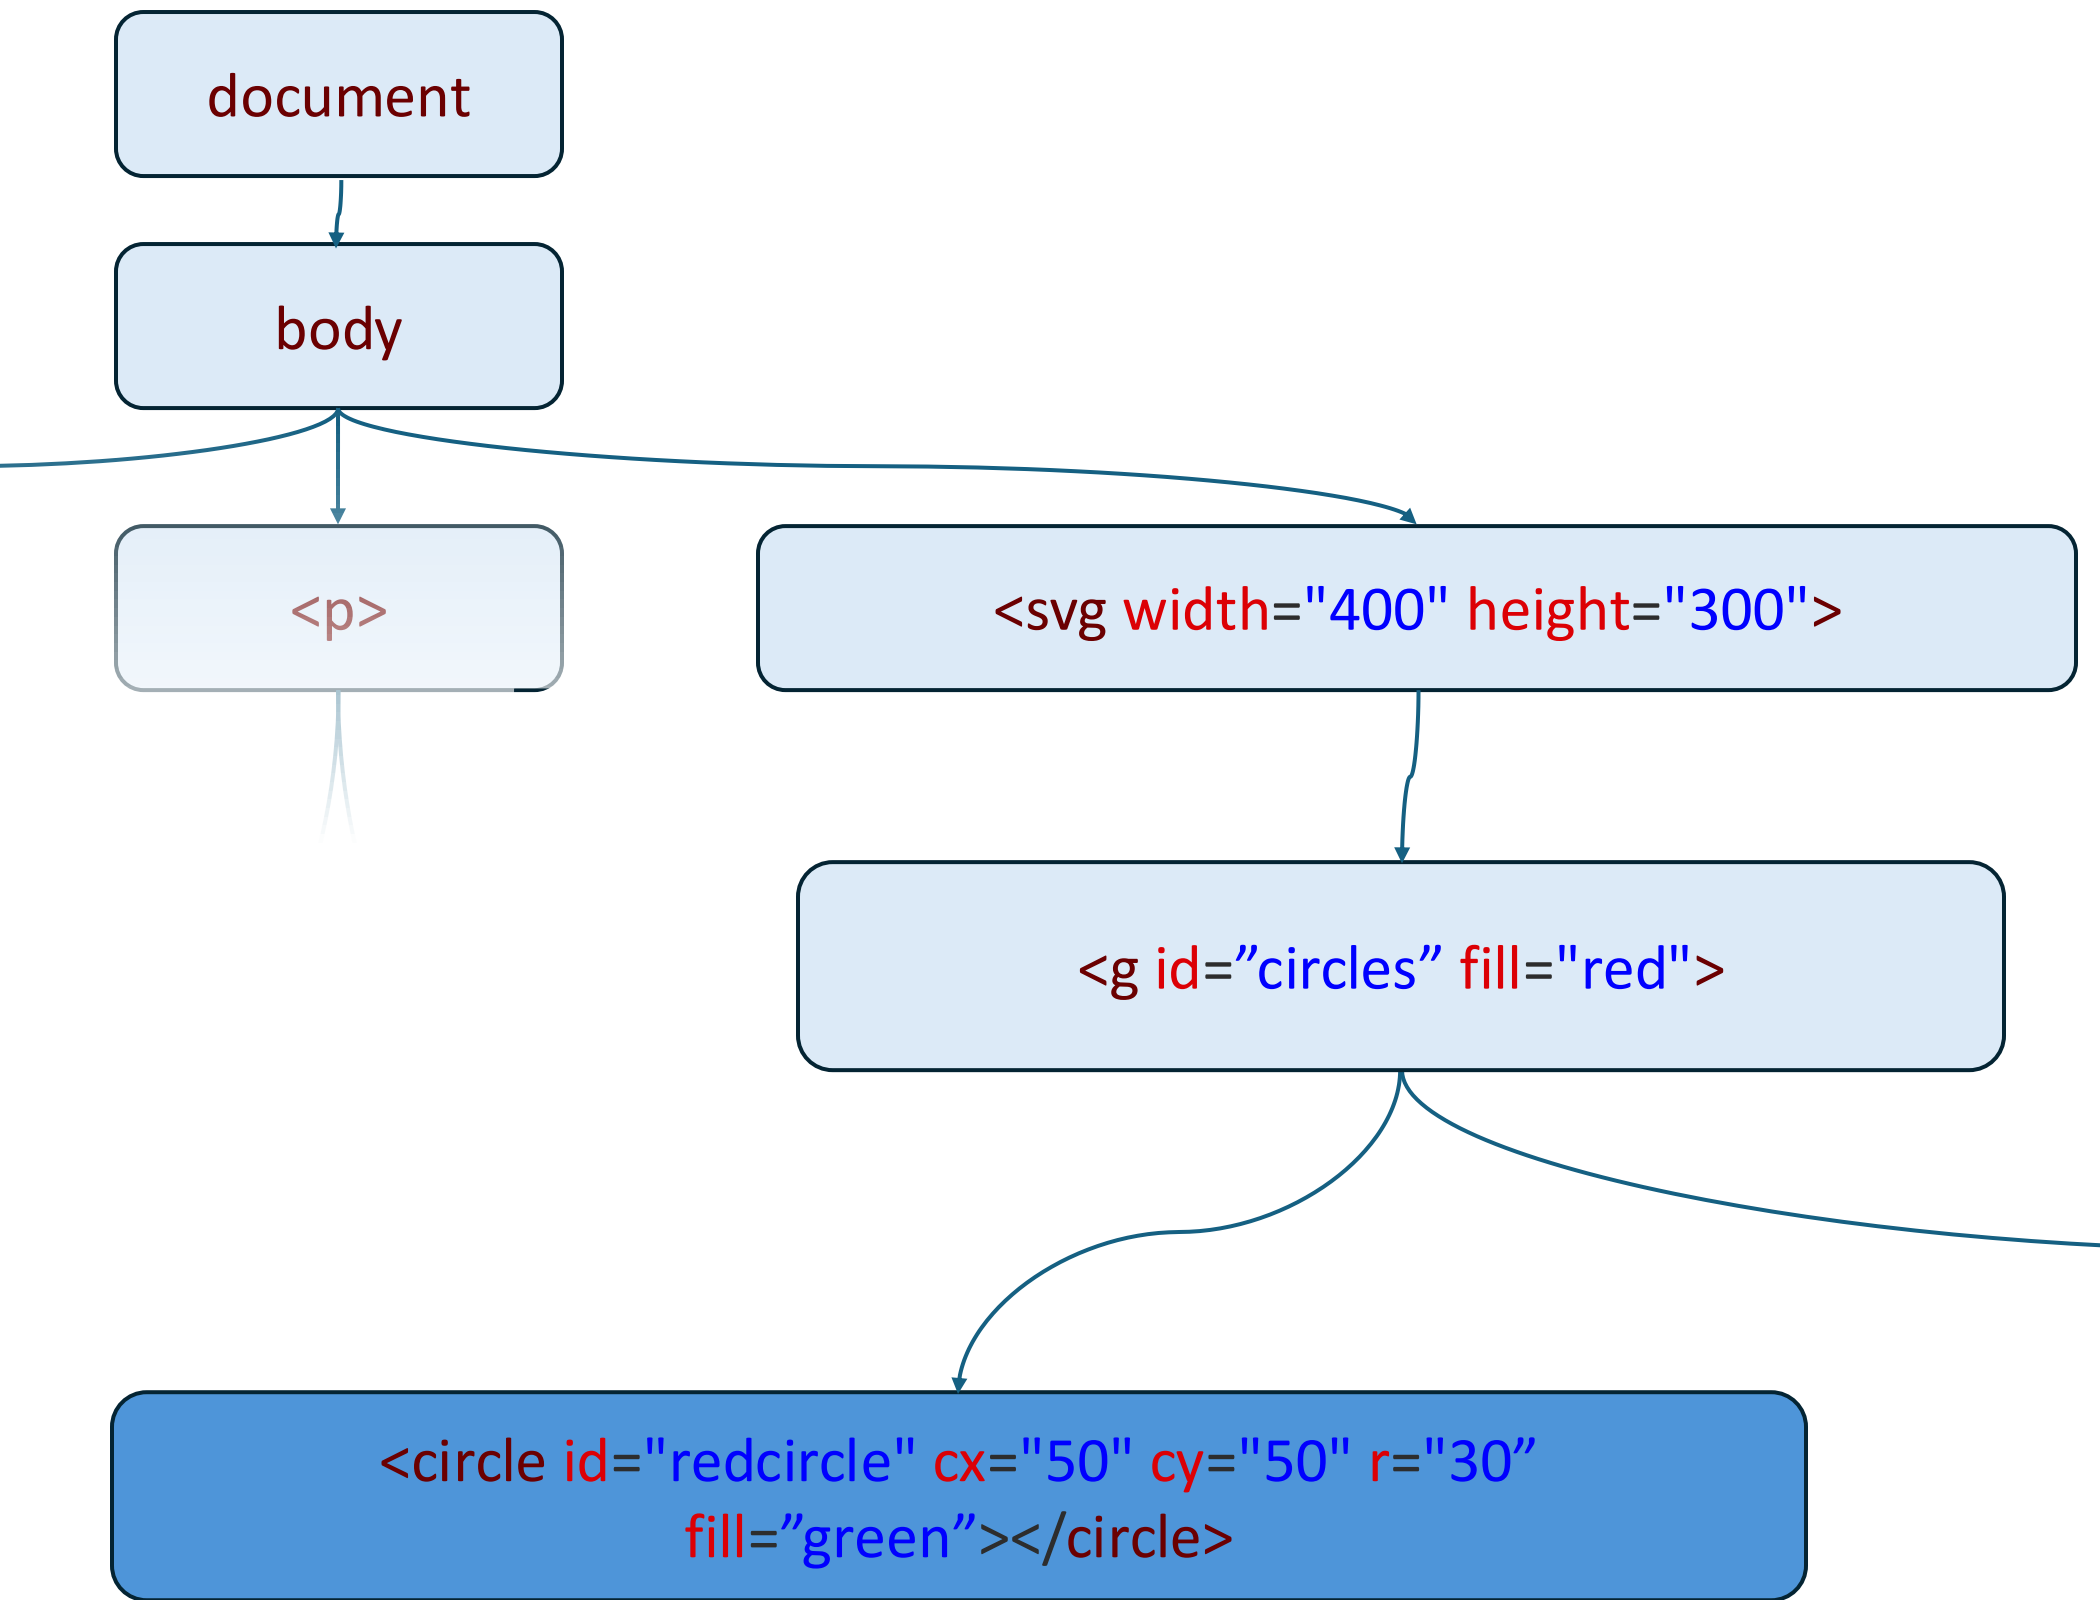 document
body
<p>
<svg width="400" height="300">
<g id=”circles” fill="red">
<circle id="redcircle" cx="50" cy="50" r="30”
fill=”green”></circle>